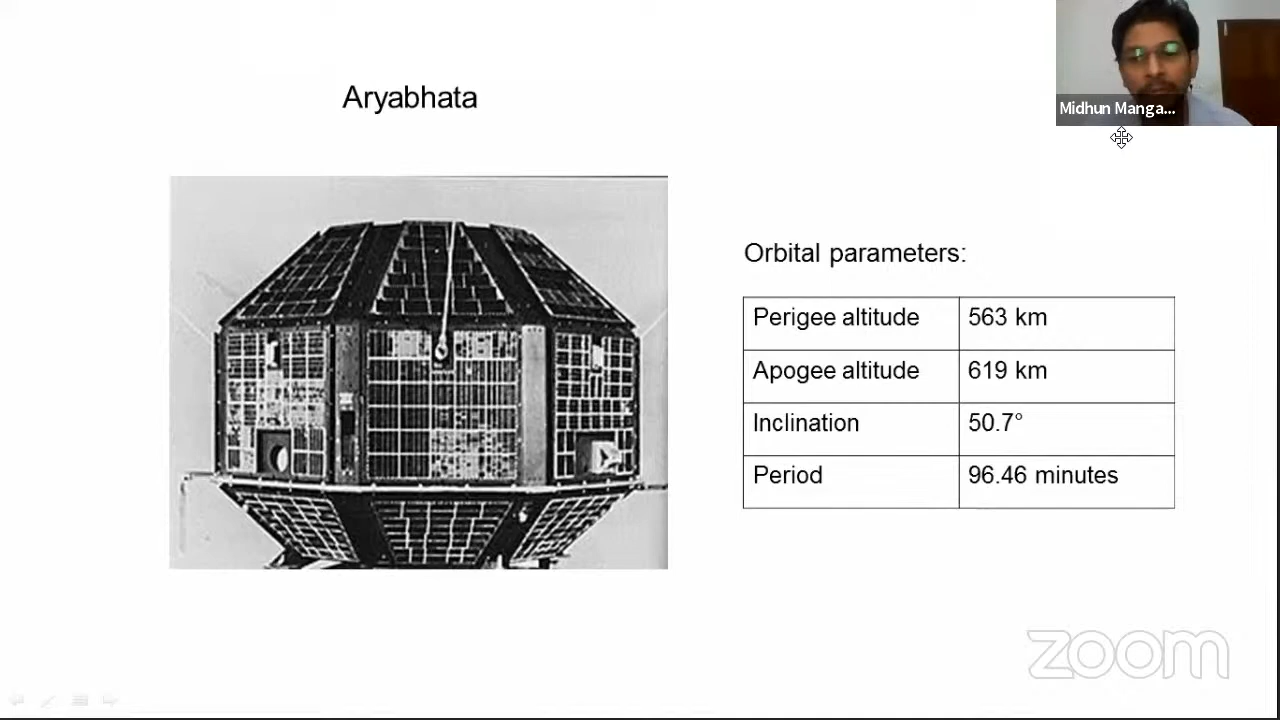 Aryabhata
Midhun Manga...
Orbital parameters:
Perigee altitude 563 km
Apogee altitude 619 km
Inclination 50.7°
Period 96.46 minutes
zoom